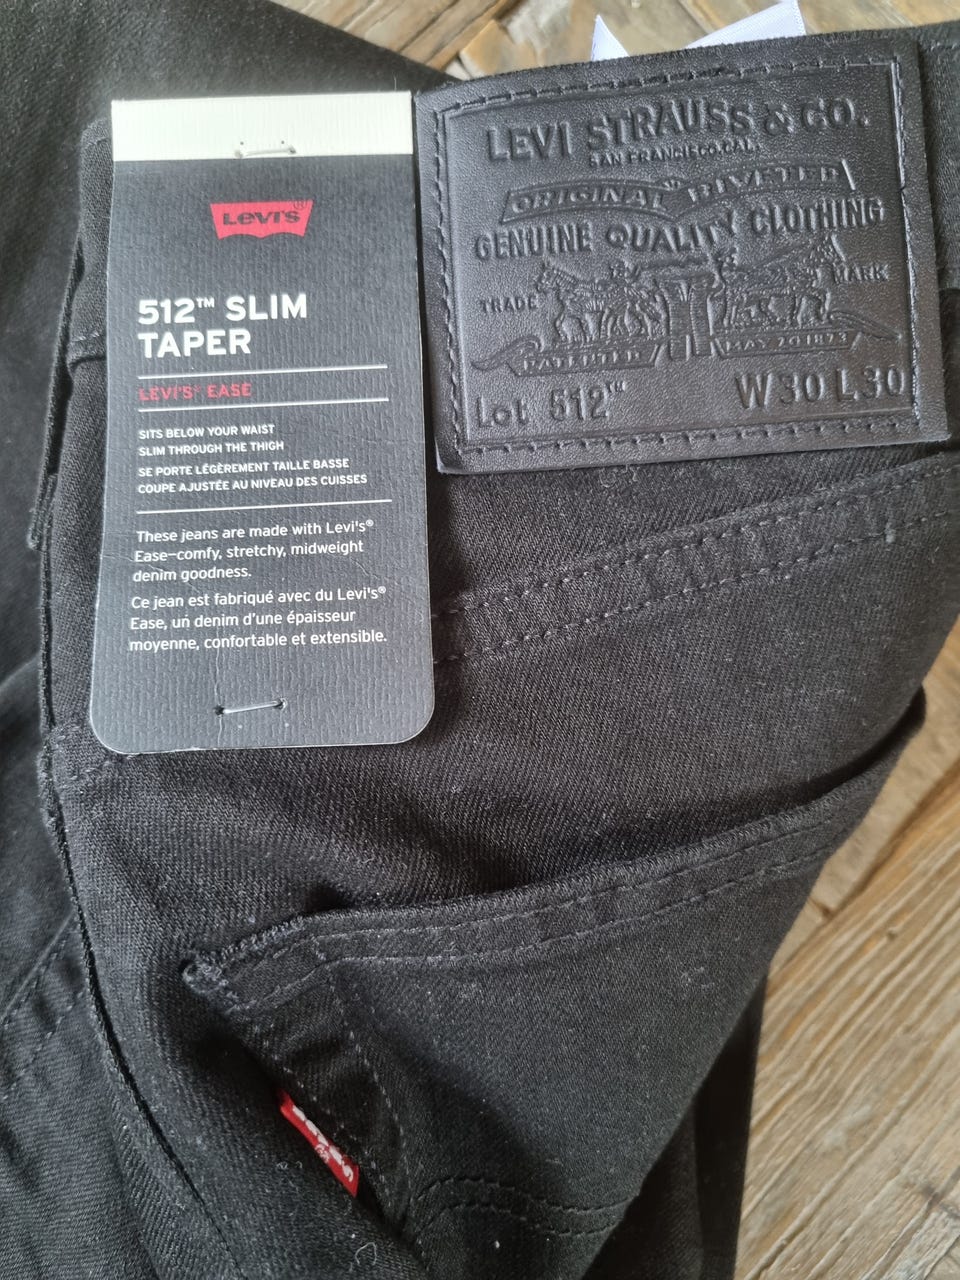 LEVI'S®
512™ SLIM
TAPER
LEVI'S® EASE
SITS BELOW YOUR WAIST
SLIM THROUGH THE THIGH
SE PORTE LÉGÈREMENT TAILLE BASSE
COUPE AJUSTÉE AU NIVEAU DES CUISSES
These jeans are made with Levi's®
Ease—comfy, stretchy, midweight
denim goodness.
Ce jean est fabriqué avec du Levi's®
Ease, un denim d'une épaisseur
moyenne, confortable et extensible.
LEVI STRAUSS & CO.
SAN FRANCISCO, CAL.
ORIGINAL RIVETED
GENUINE QUALITY CLOTHING
TRADE MARK
PATENTED MAY 20 1873
Lot 512™ W30 L30
LEVI'S